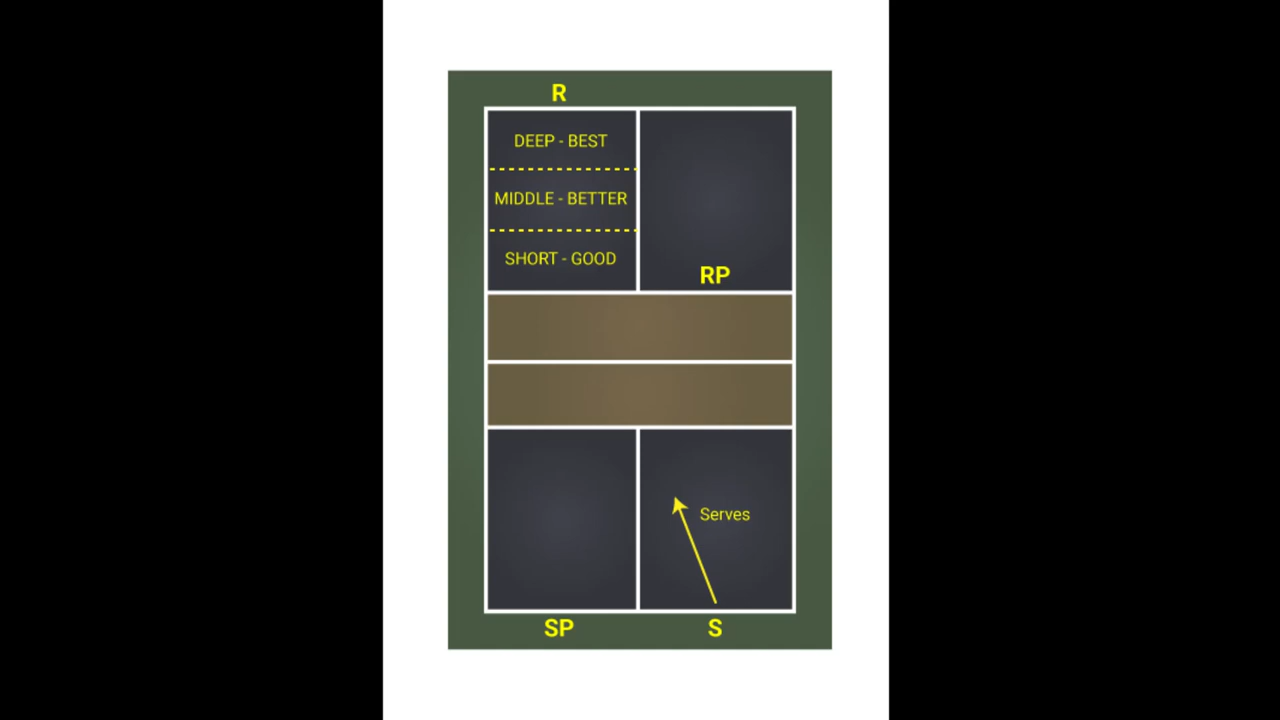 R
DEEP - BEST
MIDDLE - BETTER
SHORT - GOOD
RP
Serves
SP
S